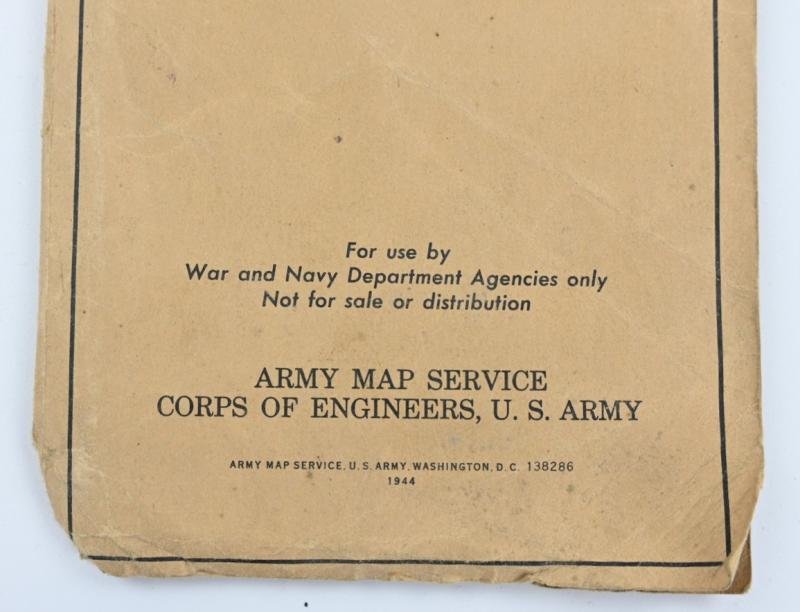 For use by
War and Navy Department Agencies only
Not for sale or distribution
ARMY MAP SERVICE
CORPS OF ENGINEERS, U. S. ARMY
ARMY MAP SERVICE, U. S. ARMY, WASHINGTON, D. C. 138286
1944